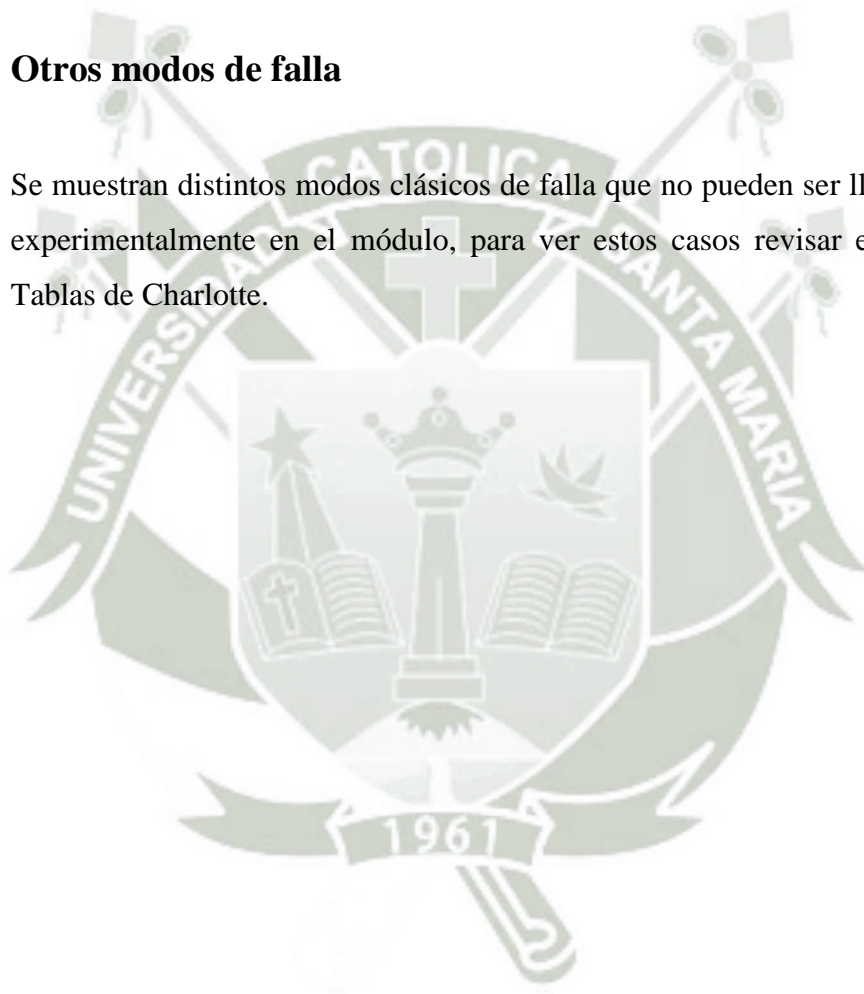 Otros modos de falla
Se muestran distintos modos clásicos de falla que no pueden ser
experimentalmente en el módulo, para ver estos casos revisar
Tablas de Charlotte.
CATOLICA
UNIVERSIDAD
SANTA MARIA
1961